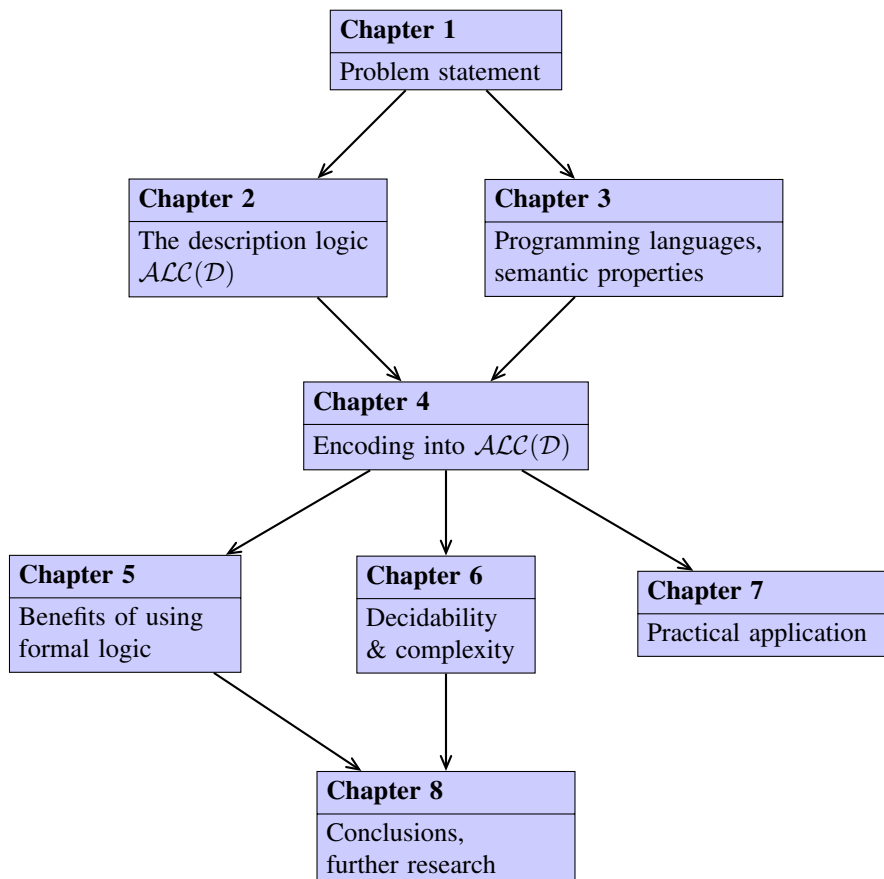 Chapter 1
Problem statement
Chapter 2
The description logic
𝒜ℒ𝒞(𝒟)
Chapter 3
Programming languages,
semantic properties
Chapter 4
Encoding into 𝒜ℒ𝒞(𝒟)
Chapter 5
Benefits of using
formal logic
Chapter 6
Decidability
& complexity
Chapter 7
Practical application
Chapter 8
Conclusions,
further research